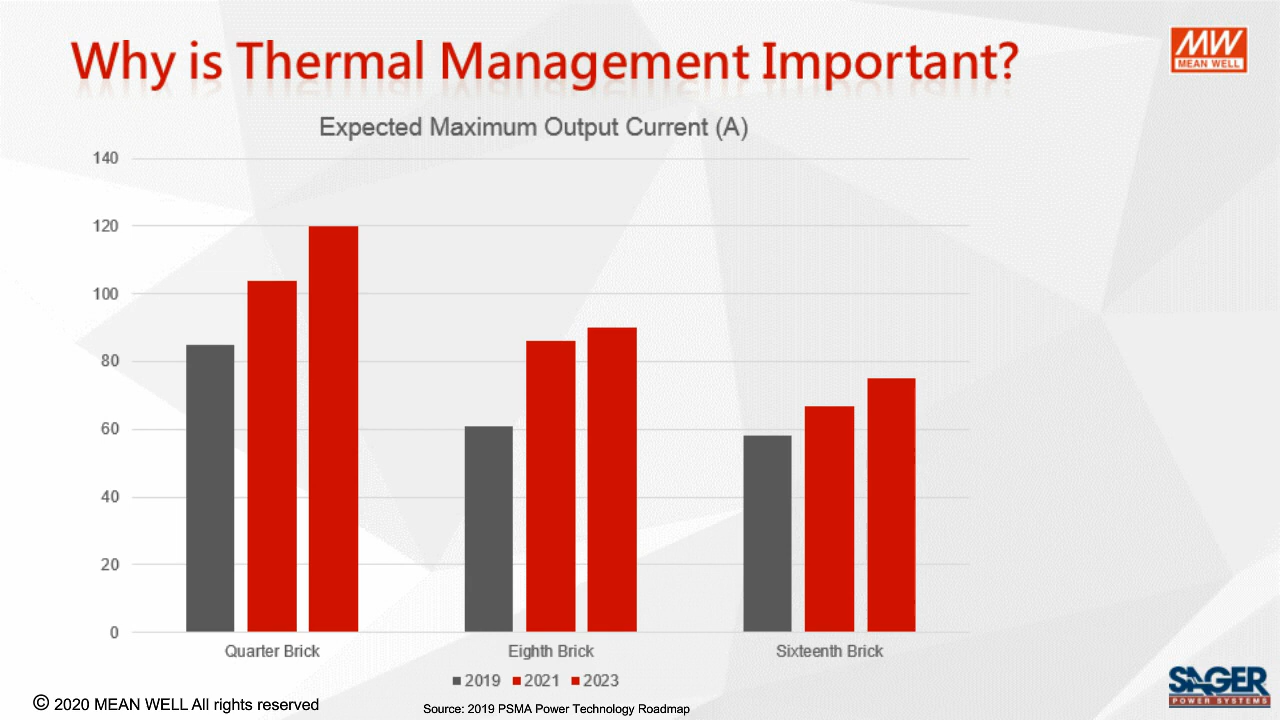 Why is Thermal Management Important?
MW
MEAN WELL
Expected Maximum Output Current (A)
140
120
100
80
60
40
20
0
Quarter Brick Eighth Brick Sixteenth Brick
2019 2021 2023
© 2020 MEAN WELL All rights reserved
Source: 2019 PSMA Power Technology Roadmap
SAGER
POWER SYSTEMS